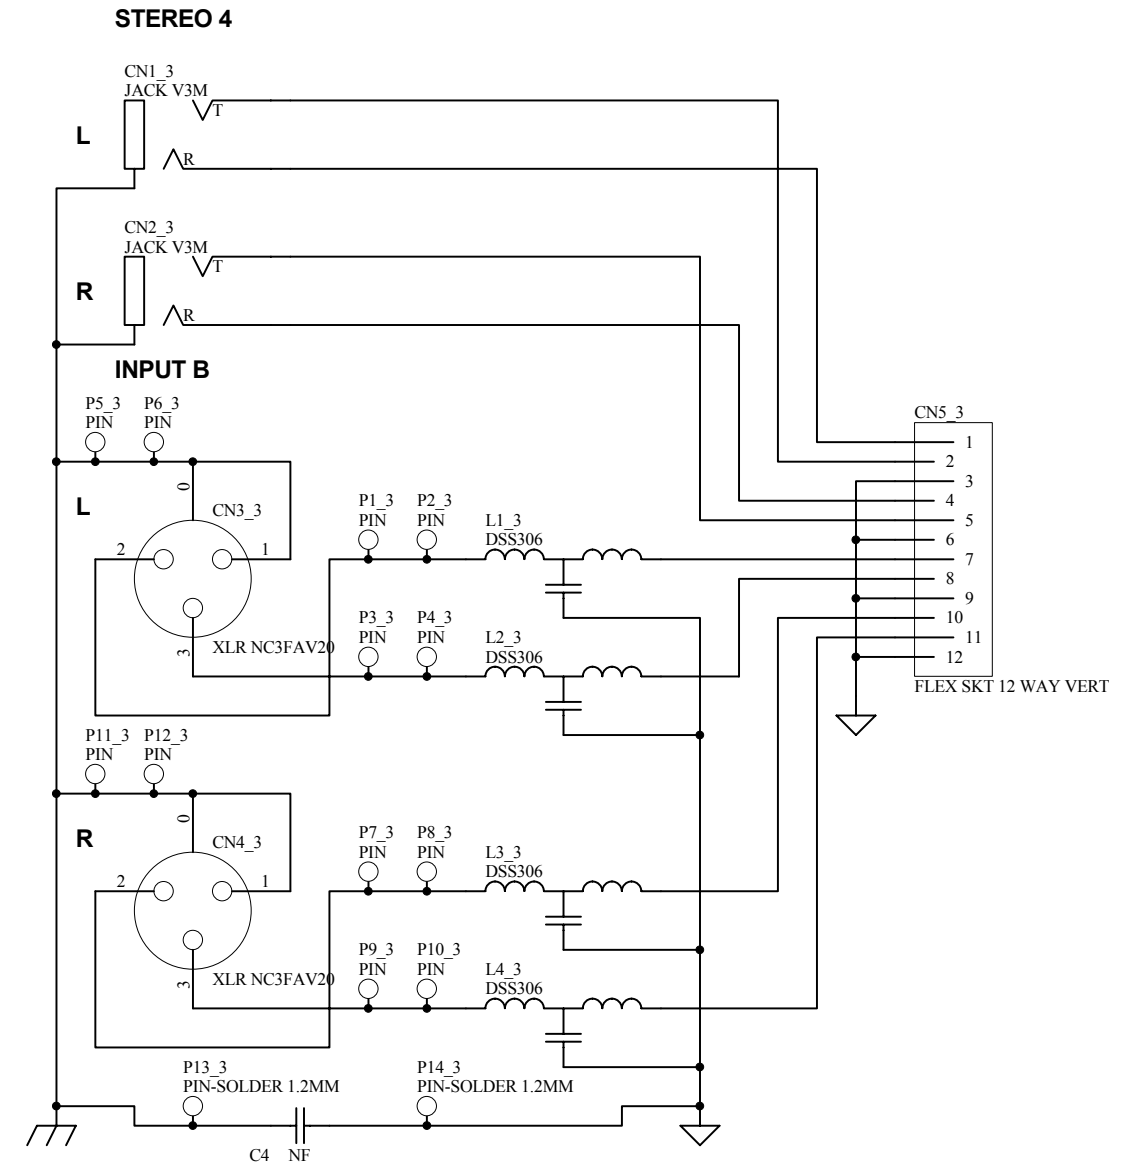 STEREO 4
CN1_3
JACK V3M
T
L
R
CN2_3
JACK V3M
T
R
R
INPUT B
P5_3
PIN
P6_3
PIN
CN5_3
1
2
3
4
5
6
7
8
9
10
11
12
FLEX SKT 12 WAY VERT
0
L
CN3_3
2
1
3
XLR NC3FAV20
P1_3
PIN
P2_3
PIN
L1_3
DSS306
P3_3
PIN
P4_3
PIN
L2_3
DSS306
P11_3
PIN
P12_3
PIN
0
R
CN4_3
2
1
3
XLR NC3FAV20
P7_3
PIN
P8_3
PIN
L3_3
DSS306
P9_3
PIN
P10_3
PIN
L4_3
DSS306
P13_3
PIN-SOLDER 1.2MM
P14_3
PIN-SOLDER 1.2MM
C4 NF